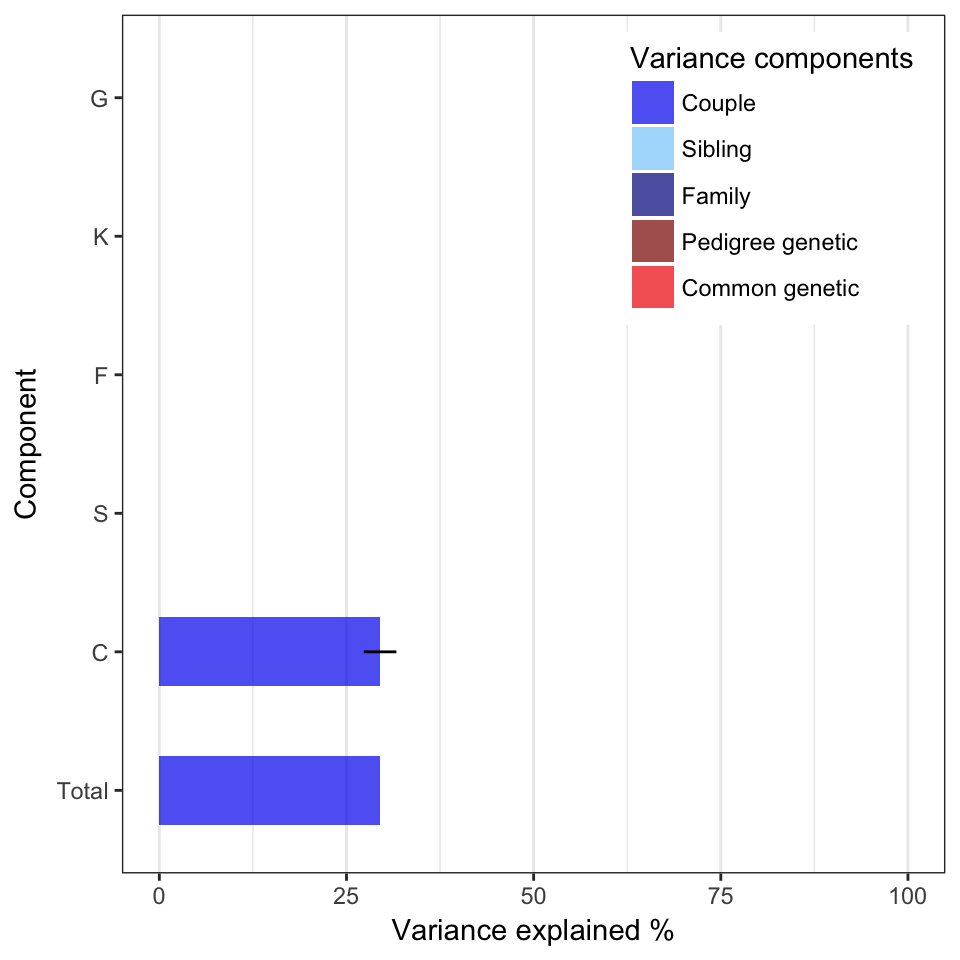 Variance components
Couple
Sibling
Family
Pedigree genetic
Common genetic
G
K
F
S
C
Total
Component
0 25 50 75 100
Variance explained %